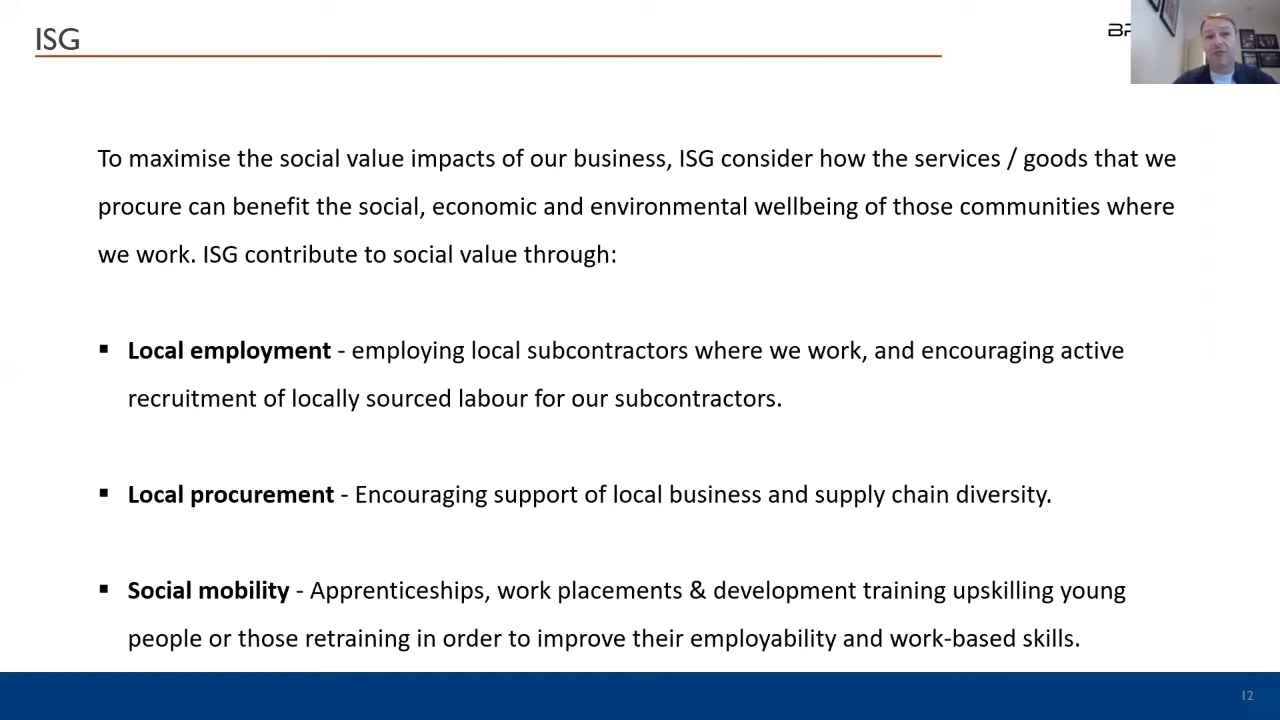 ISG
To maximise the social value impacts of our business, ISG consider how the services / goods that we
procure can benefit the social, economic and environmental wellbeing of those communities where
we work. ISG contribute to social value through:
▪ Local employment - employing local subcontractors where we work, and encouraging active
recruitment of locally sourced labour for our subcontractors.
▪ Local procurement - Encouraging support of local business and supply chain diversity.
▪ Social mobility - Apprenticeships, work placements & development training upskilling young
people or those retraining in order to improve their employability and work-based skills.
12